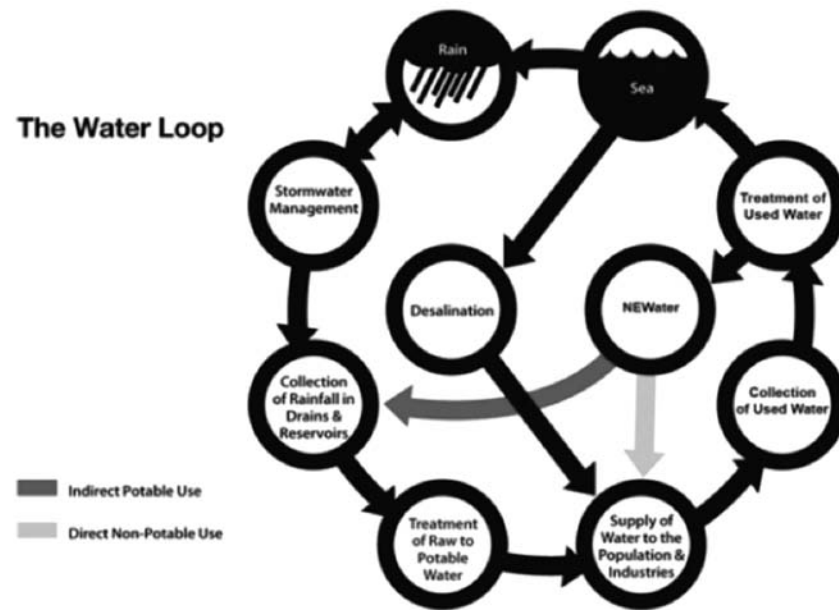 The Water Loop
Rain
Sea
Stormwater
Management
Treatment of
Used Water
Desalination
NEWater
Collection
of Rainfall in
Drains &
Reservoirs
Collection
of Used Water
Indirect Potable Use
Direct Non-Potable Use
Treatment
of Raw to
Potable
Water
Supply of
Water to the
Population &
Industries